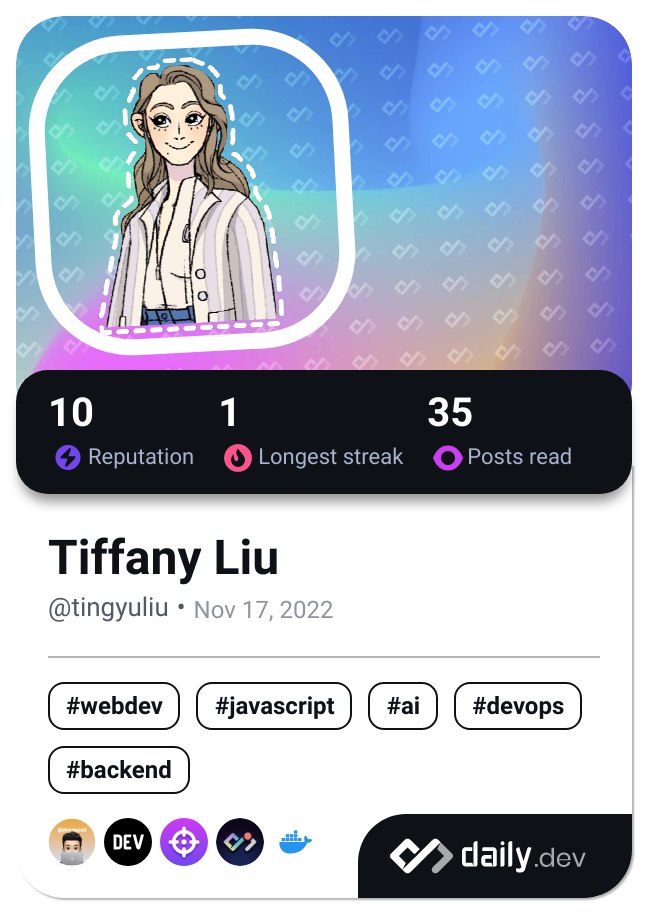 10 1 35
Reputation Longest streak Posts read
Tiffany Liu
@tingyuliu • Nov 17, 2022
#webdev #javascript #ai #devops
#backend
DEV
daily.dev